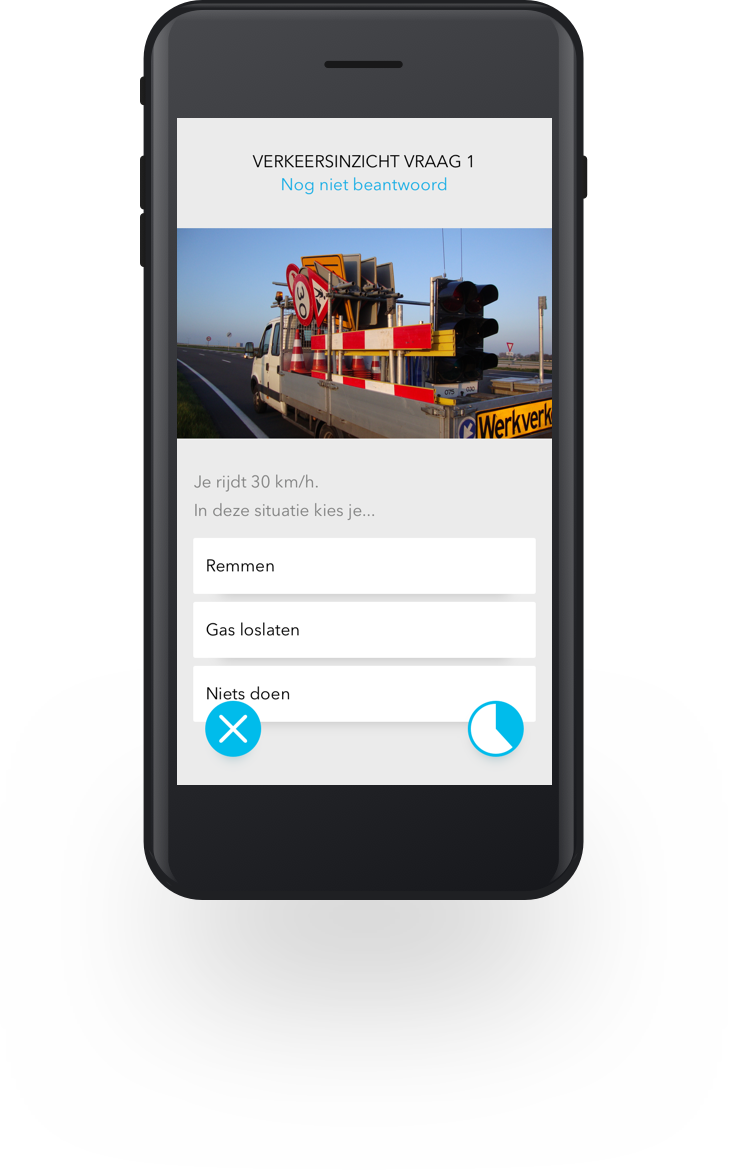 VERKEERSINZICHT VRAAG 1
Nog niet beantwoord
30
Werkverk
Je rijdt 30 km/h.
In deze situatie kies je...
Remmen
Gas loslaten
Niets doen